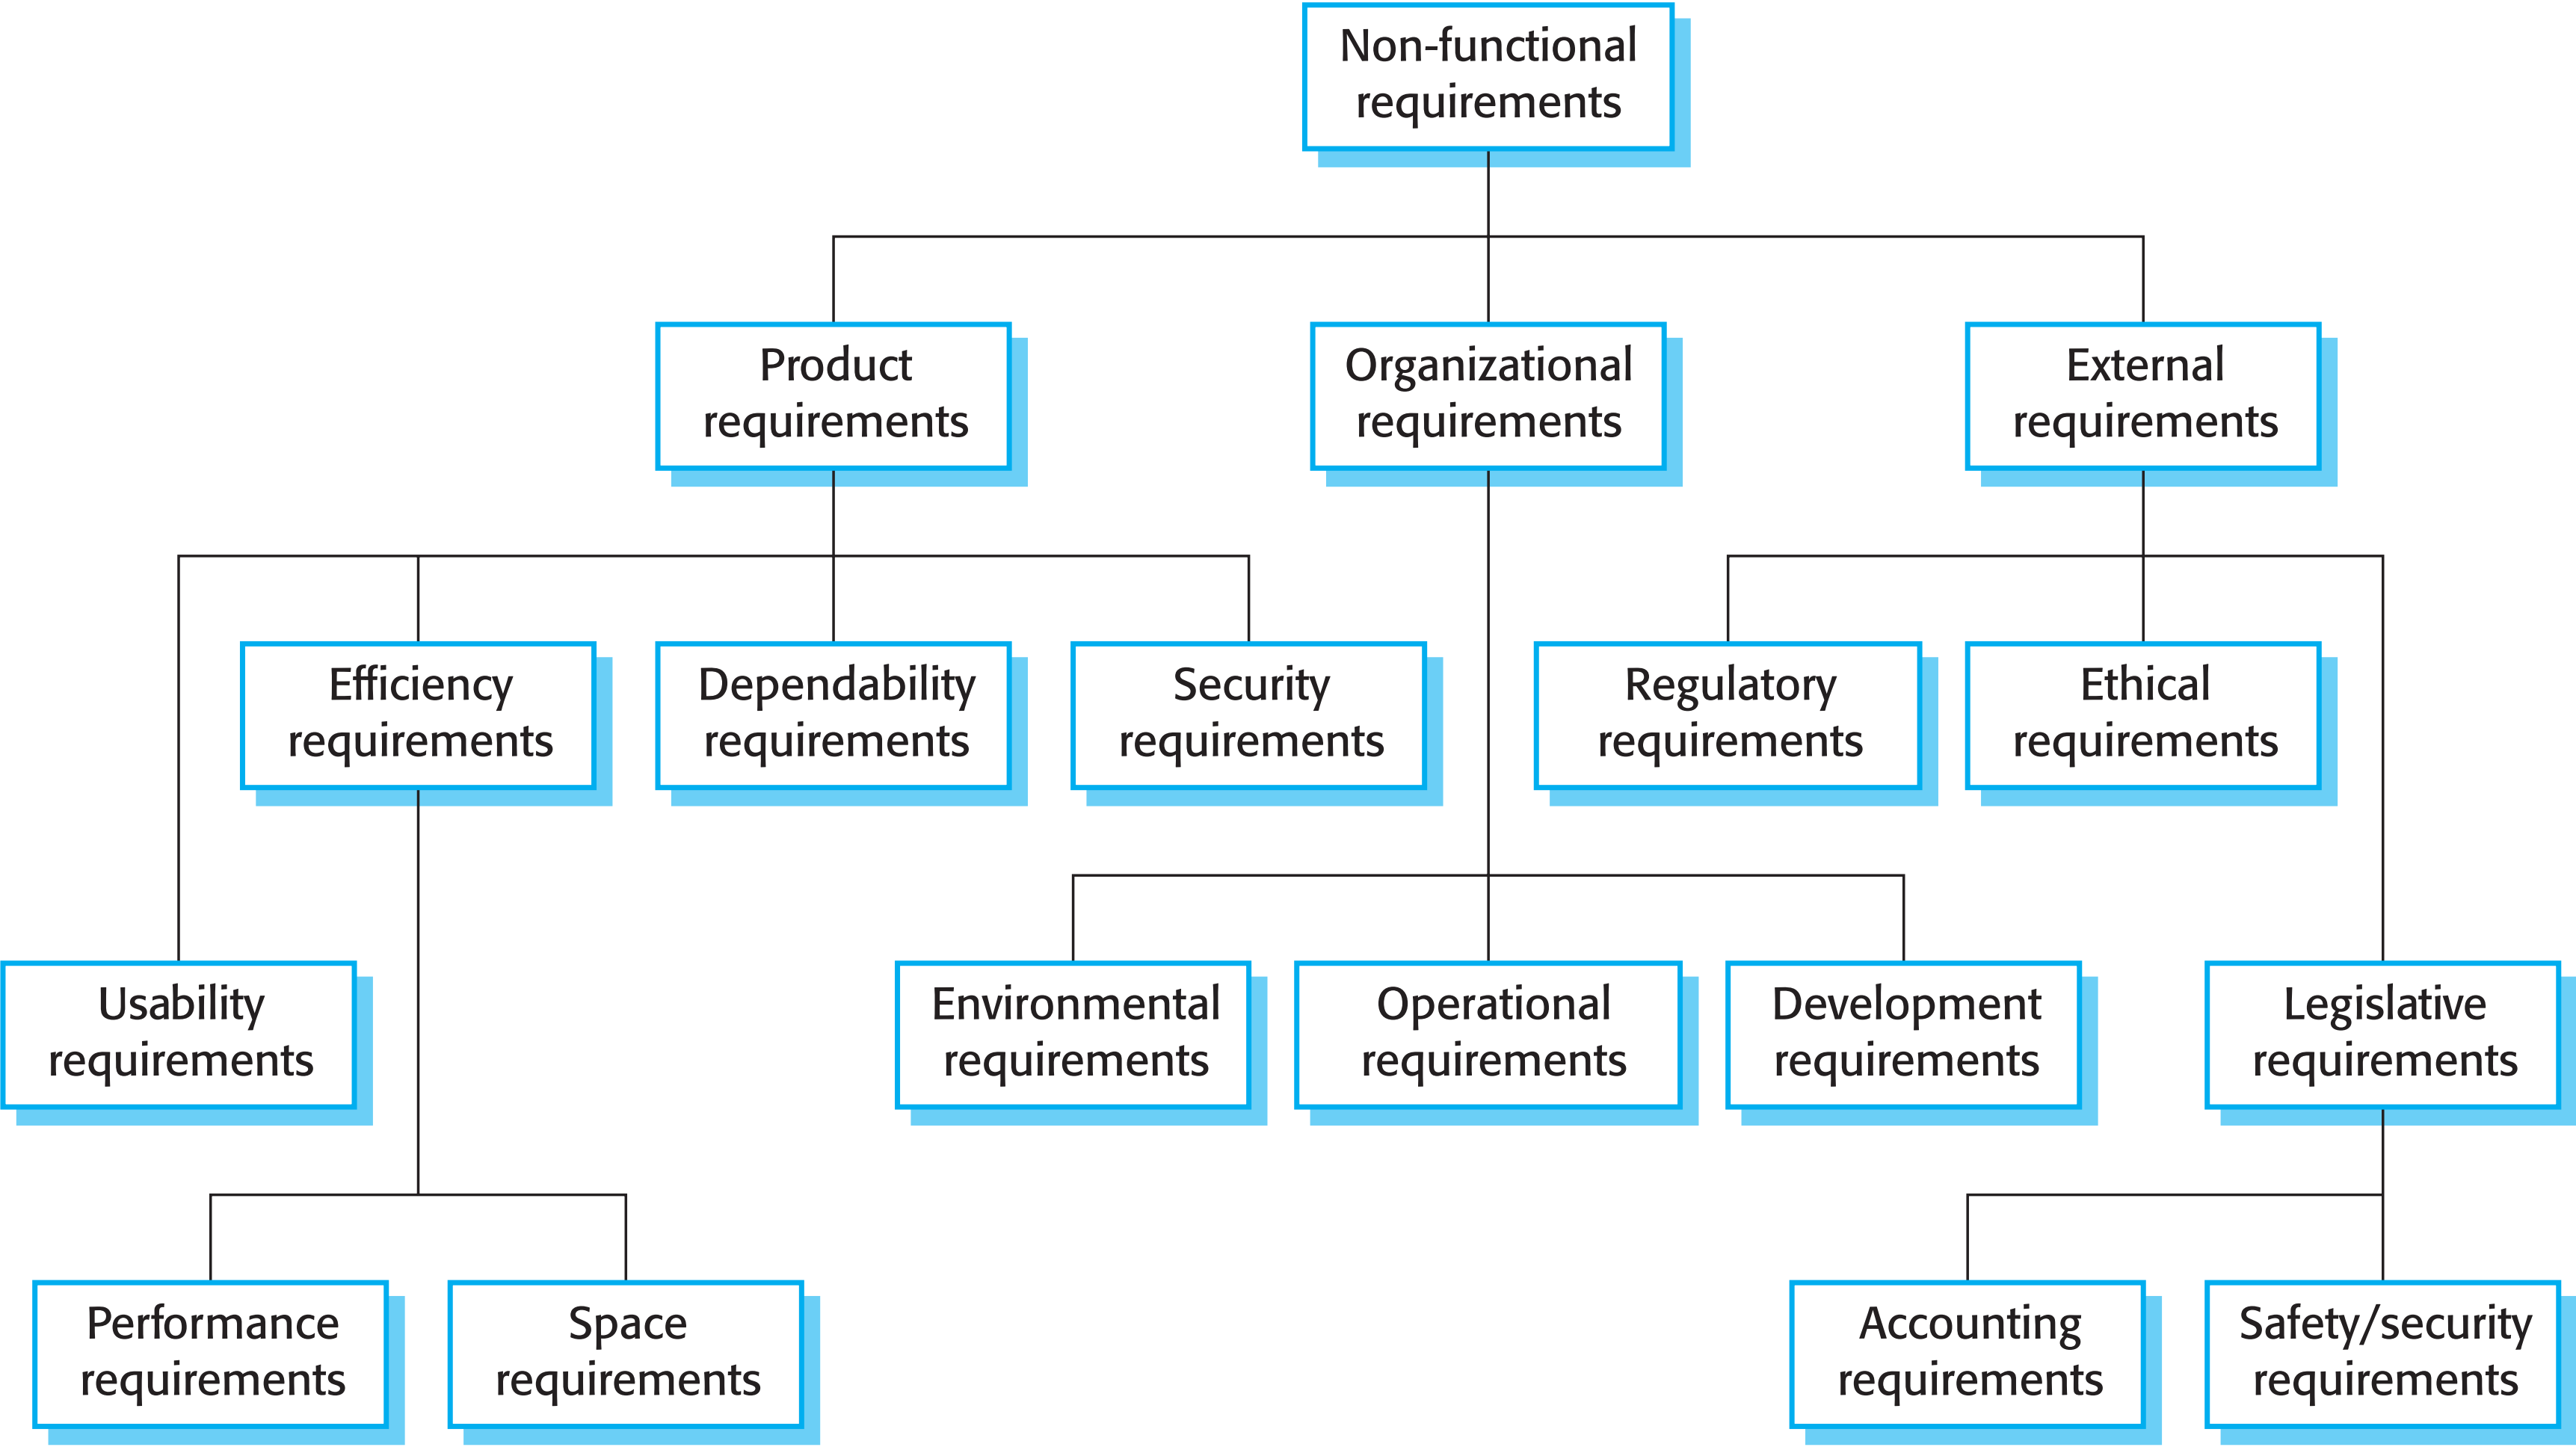 Non-functional
requirements
Product
requirements
Organizational
requirements
External
requirements
Efficiency
requirements
Dependability
requirements
Security
requirements
Regulatory
requirements
Ethical
requirements
Usability
requirements
Environmental
requirements
Operational
requirements
Development
requirements
Legislative
requirements
Performance
requirements
Space
requirements
Accounting
requirements
Safety/security
requirements